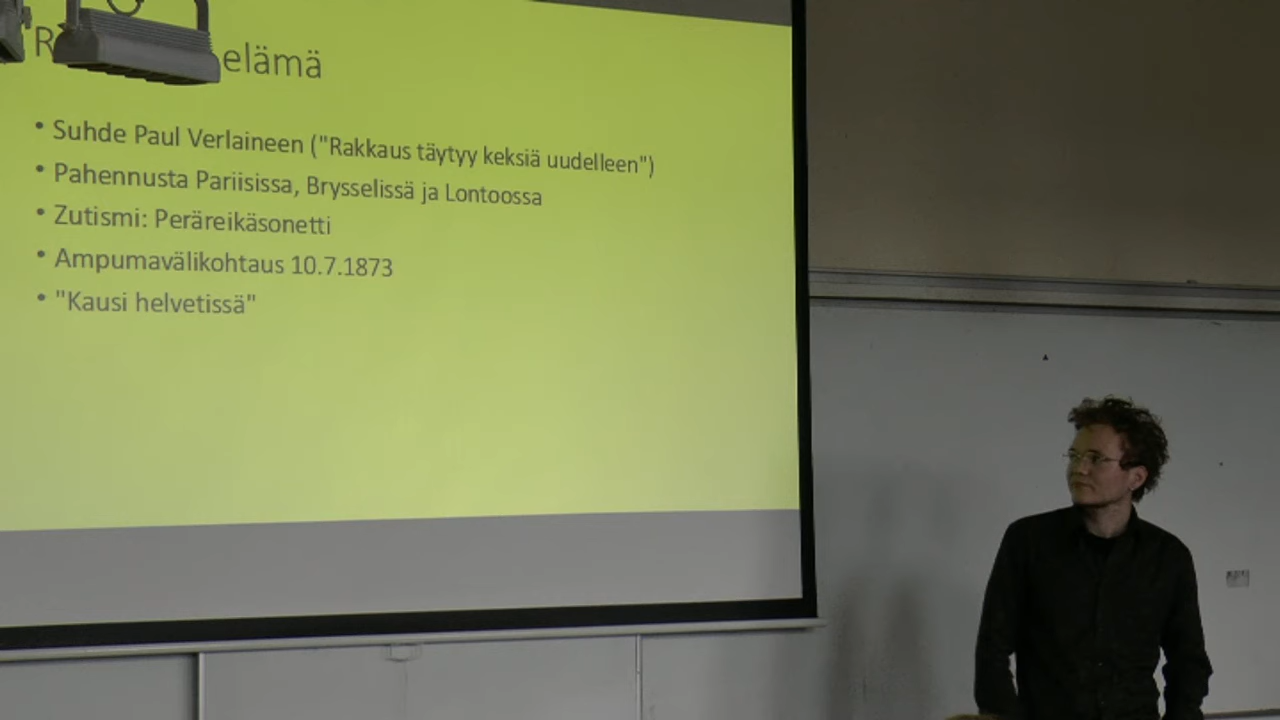 elämä
• Suhde Paul Verlaineen ("Rakkaus täytyy keksiä uudelleen")
• Pahennusta Pariisissa, Brysselissä ja Lontoossa
• Zutismi: Peräreikäsonetti
• Ampumavälikohtaus 10.7.1873
• "Kausi helvetissä"